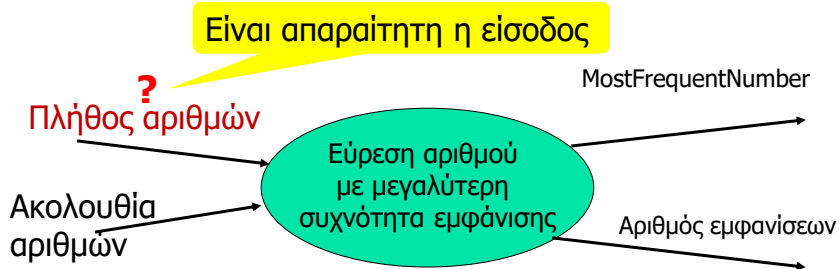 Είναι απαραίτητη η είσοδος
?
Πλήθος αριθμών
MostFrequentNumber
Εύρεση αριθμού
με μεγαλύτερη
συχνότητα εμφάνισης
Ακολουθία
αριθμών
Αριθμός εμφανίσεων